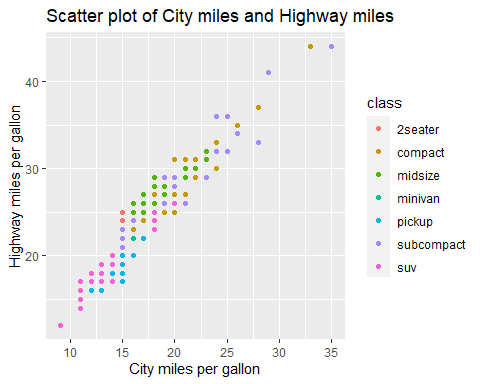 Scatter plot of City miles and Highway miles
Highway miles per gallon
40
30
20
10
15
20
25
30
35
City miles per gallon
class
2seater
compact
midsize
minivan
pickup
subcompact
suv